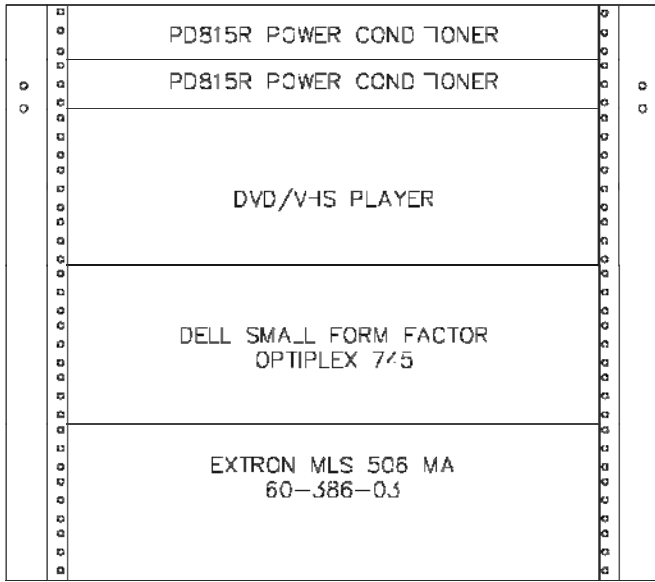 PD815R POWER CONDITIONER
PD815R POWER CONDITIONER
DVD/VHS PLAYER
DELL SMALL FORM FACTOR
OPTIPLEX 745
EXTRON MLS 506 MA
60-386-03